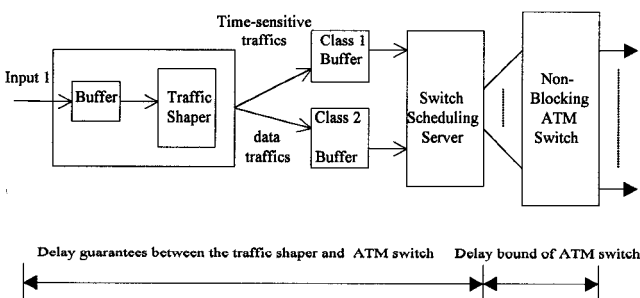 Time-sensitive
traffics
Input 1
Buffer
Traffic
Shaper
data
traffics
Class 1
Buffer
Class 2
Buffer
Switch
Scheduling
Server
Non-
Blocking
ATM
Switch
Delay guarantees between the traffic shaper and ATM switch
Delay bound of ATM switch